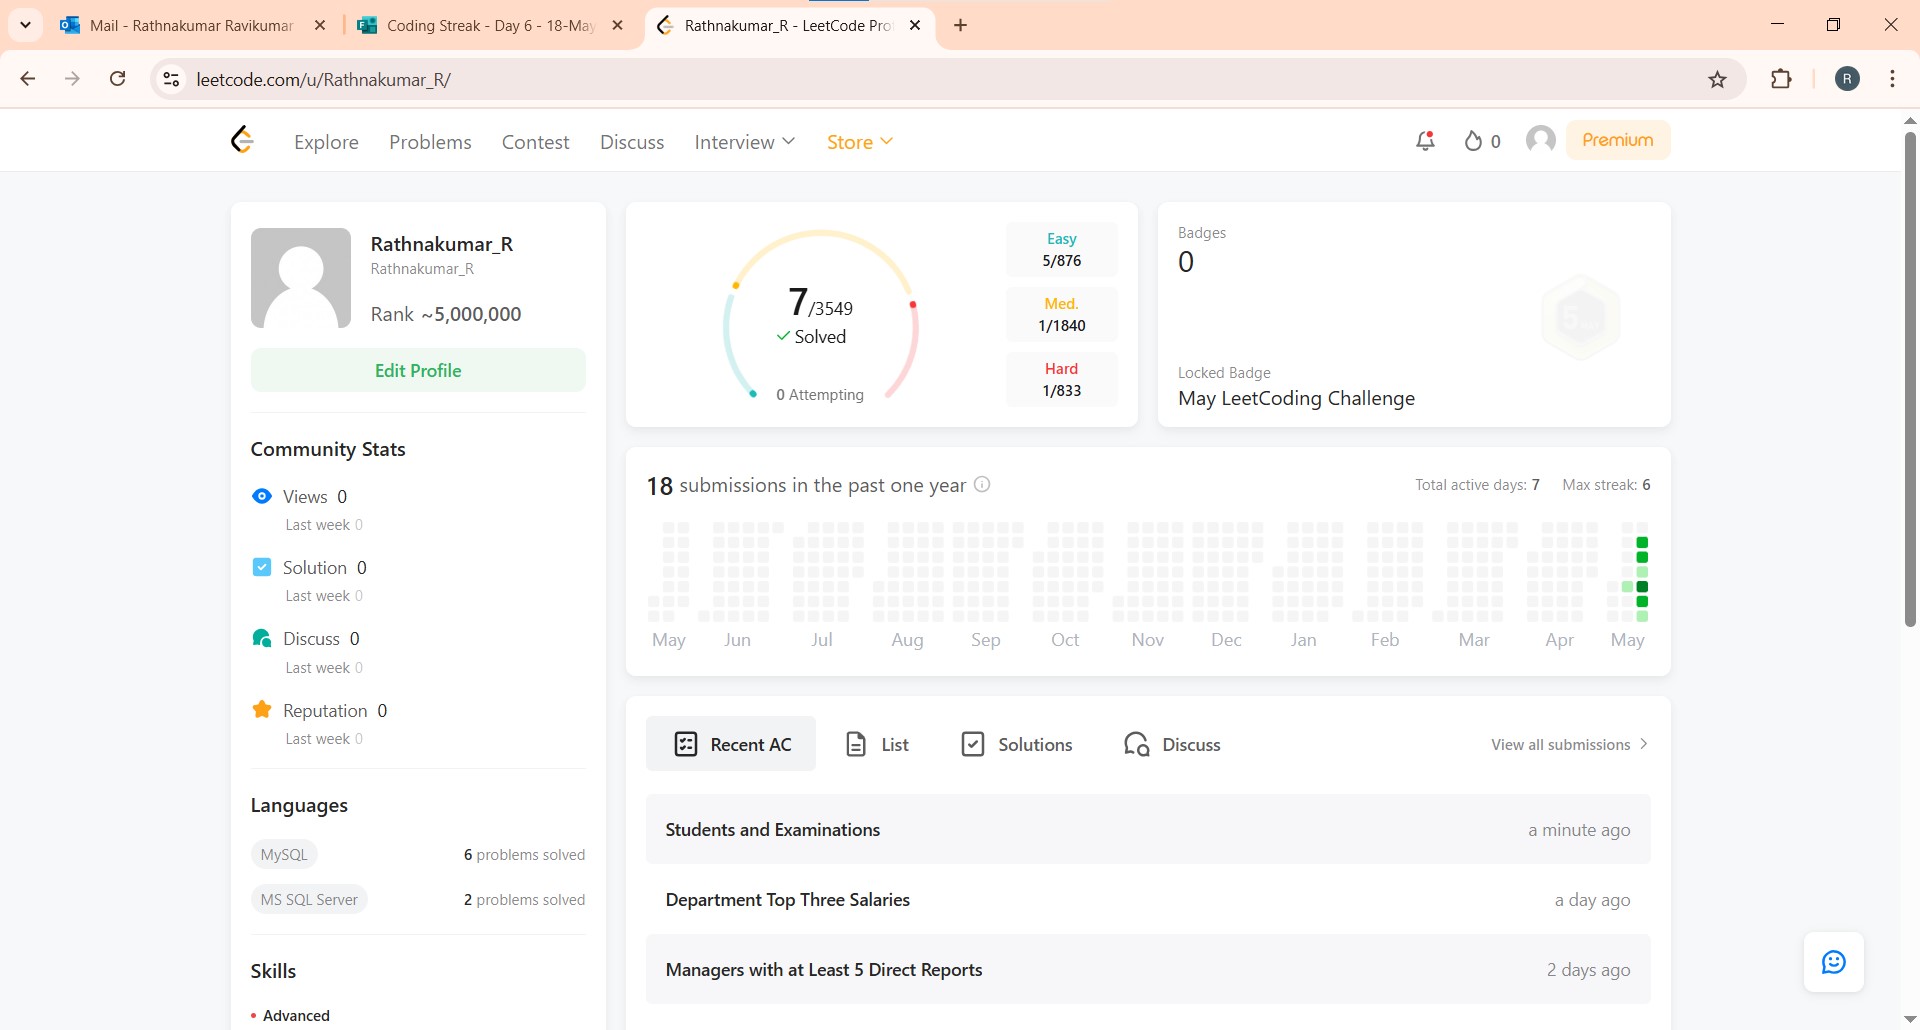 Mail - Rathnakumar Ravikumar
Coding Streak - Day 6 - 18-May
Rathnakumar_R - LeetCode Pro
leetcode.com/u/Rathnakumar_R/
R
Explore
Problems
Contest
Discuss
Interview
Store
0
Premium
Rathnakumar_R
Rathnakumar_R
Rank ~5,000,000
Edit Profile
Community Stats
Views 0
Last week 0
Solution 0
Last week 0
Discuss 0
Last week 0
Reputation 0
Last week 0
Languages
MySQL
6 problems solved
MS SQL Server
2 problems solved
Skills
Advanced
7/3549
Solved
0 Attempting
Easy
5/876
Med.
1/1840
Hard
1/833
Badges
0
Locked Badge
May LeetCoding Challenge
18 submissions in the past one year
Total active days: 7
Max streak: 6
May Jun Jul Aug Sep Oct Nov Dec Jan Feb Mar Apr May
Recent AC
List
Solutions
Discuss
View all submissions
Students and Examinations
a minute ago
Department Top Three Salaries
a day ago
Managers with at Least 5 Direct Reports
2 days ago